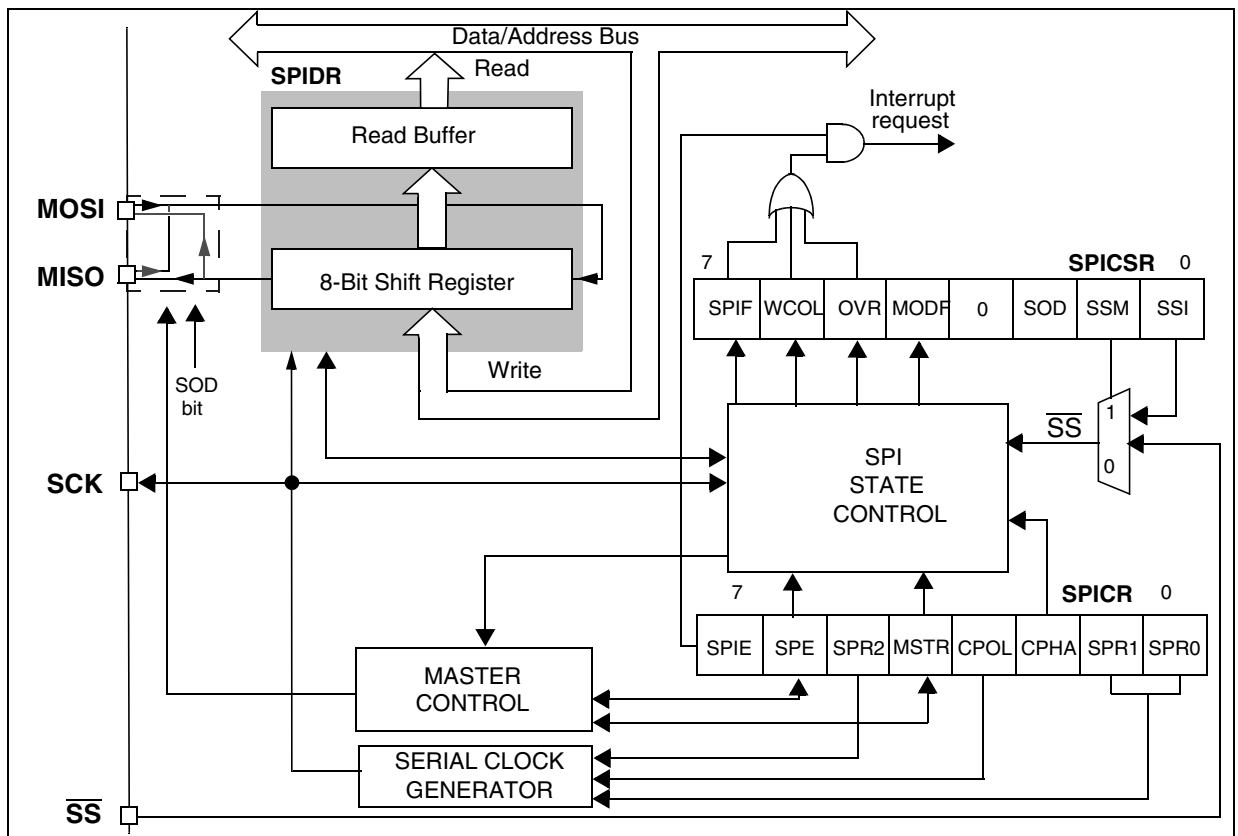 Data/Address Bus
SPIDR
Read
Read Buffer
Interrupt
request
MOSI
MISO
8-Bit Shift Register
7
SPICSR
0
SPIF
WCOL
OVR
MODF
0
SOD
SSM
SSI
Write
SOD
bit
1
SS
0
SCK
SPI
STATE
CONTROL
7
SPICR
0
SPIE
SPE
SPR2
MSTR
CPOL
CPHA
SPR1
SPR0
MASTER
CONTROL
SERIAL CLOCK
GENERATOR
SS